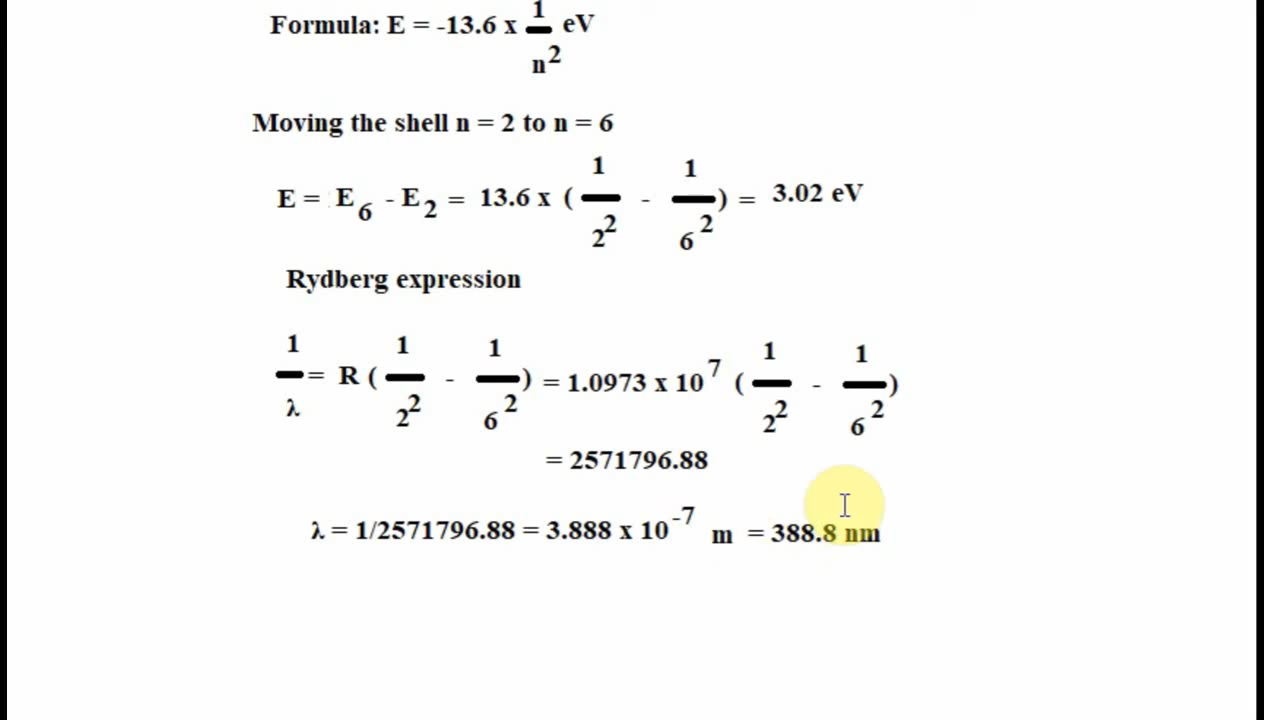 Formula: E = -13.6 x 1/n² eV
Moving the shell n = 2 to n = 6
E = E₆ - E₂ = 13.6 x ( 1/2² - 1/6² ) = 3.02 eV
Rydberg expression
1/λ = R ( 1/2² - 1/6² ) = 1.0973 x 10⁷ ( 1/2² - 1/6² )
= 2571796.88
λ = 1/2571796.88 = 3.888 x 10⁻⁷ m = 388.8 nm